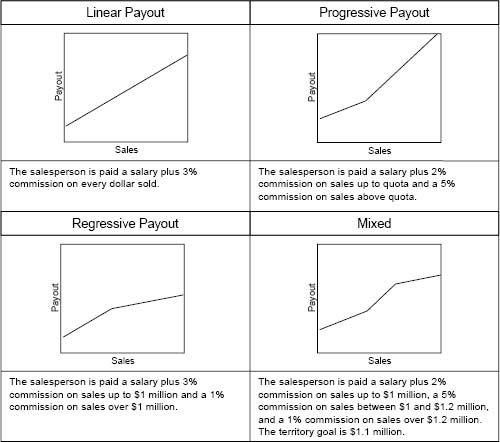 Linear Payout
Payout
Sales
The salesperson is paid a salary plus 3%
commission on every dollar sold.
Progressive Payout
Payout
Sales
The salesperson is paid a salary plus 2%
commission on sales up to quota and a 5%
commission on sales above quota.
Regressive Payout
Payout
Sales
The salesperson is paid a salary plus 3%
commission on sales up to $1 million and a 1%
commission on sales over $1 million.
Mixed
Payout
Sales
The salesperson is paid a salary plus 2%
commission on sales up to $1 million, a 5%
commission on sales between $1 and $1.2 million,
and a 1% commission on sales over $1.2 million.
The territory goal is $1.1 million.